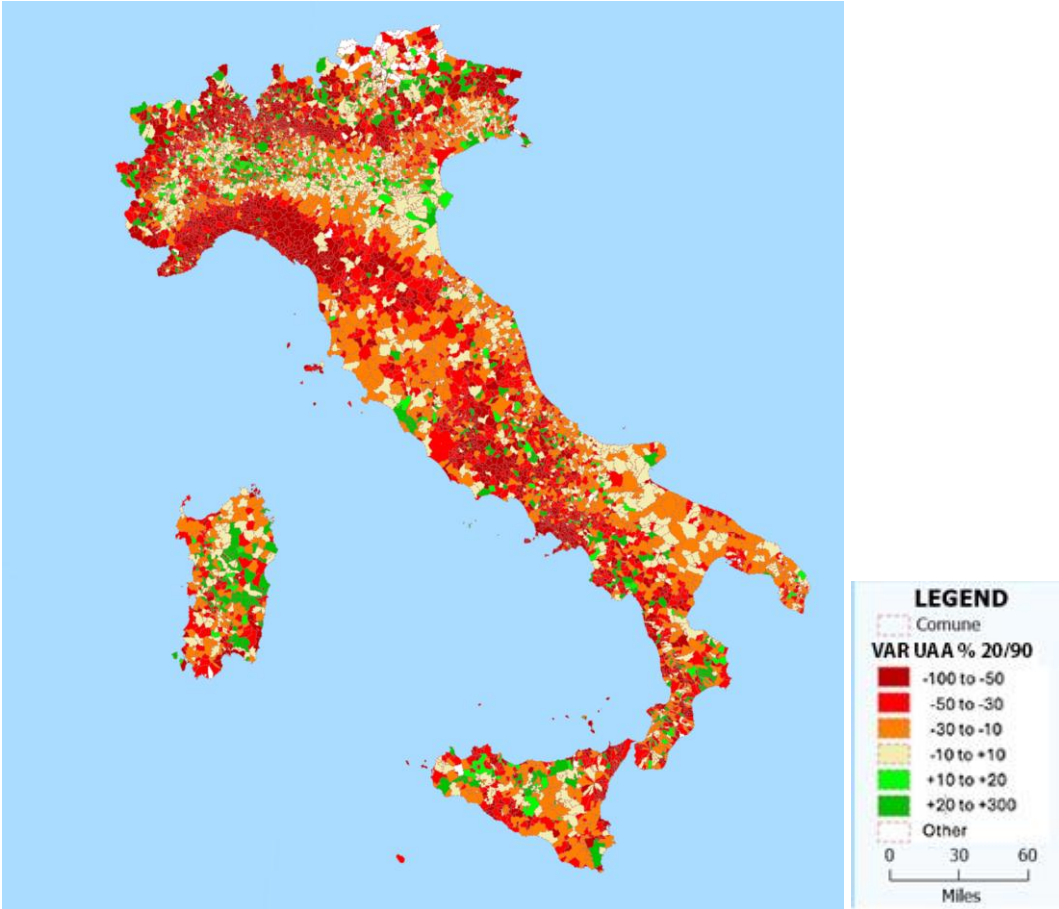 LEGEND
Comune
VAR UAA % 20/90
-100 to -50
-50 to -30
-30 to -10
-10 to +10
+10 to +20
+20 to +300
Other
0 30 60
Miles